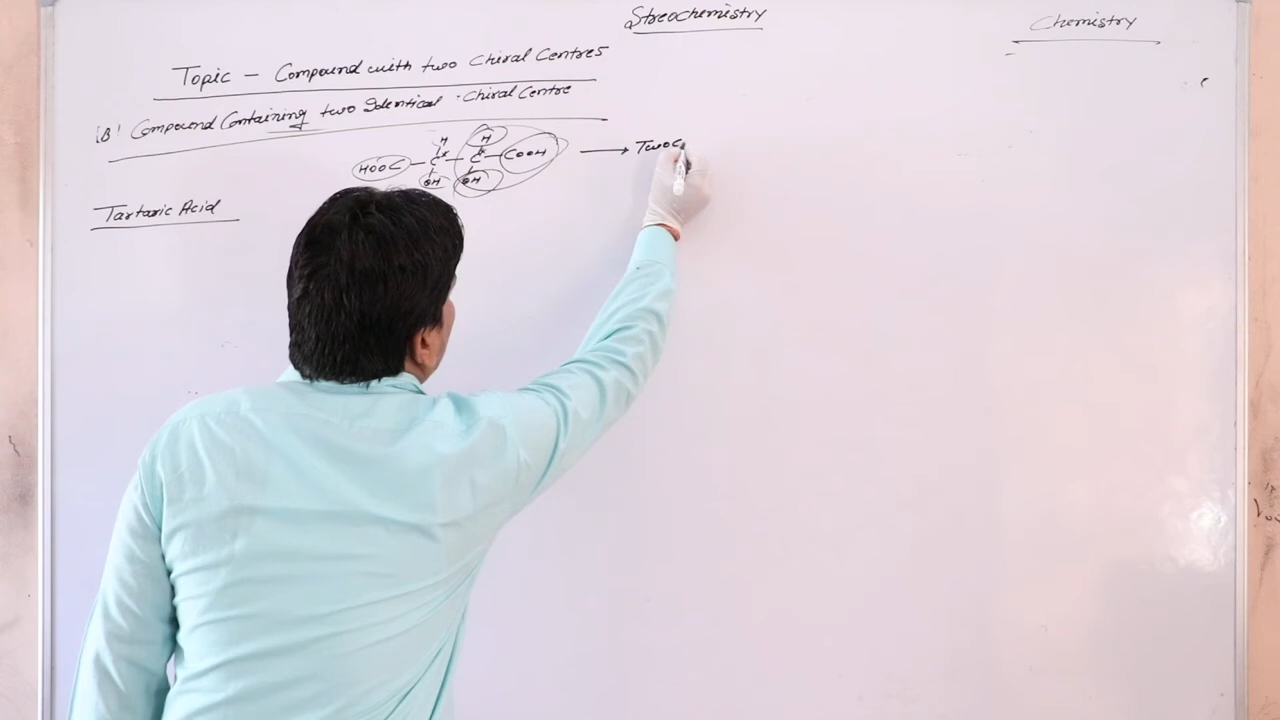 Streochemistry
Chemistry
Topic - Compound with two Chiral Centres
(B) Compound Containing two Identical Chiral Centre
H H
HOOC - C* - C* - COOH → Two C
OH OH
Tartaric Acid